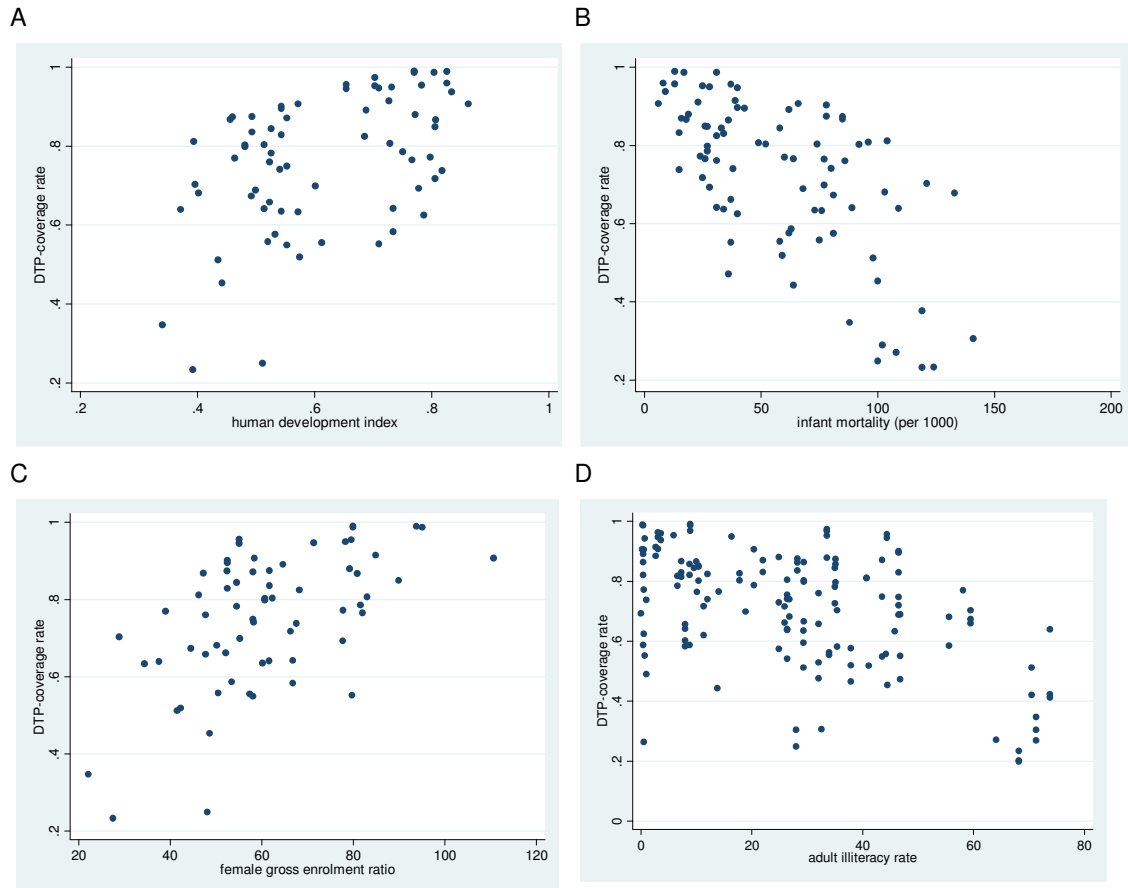 A
DTP-coverage rate
1
.8
.6
.4
.2
.2 .4 .6 .8 1
human development index
B
DTP-coverage rate
1
.8
.6
.4
.2
0 50 100 150 200
infant mortality (per 1000)
C
DTP-coverage rate
1
.8
.6
.4
.2
20 40 60 80 100 120
female gross enrolment ratio
D
DTP-coverage rate
1
.8
.6
.4
.2
0
0 20 40 60 80
adult illiteracy rate